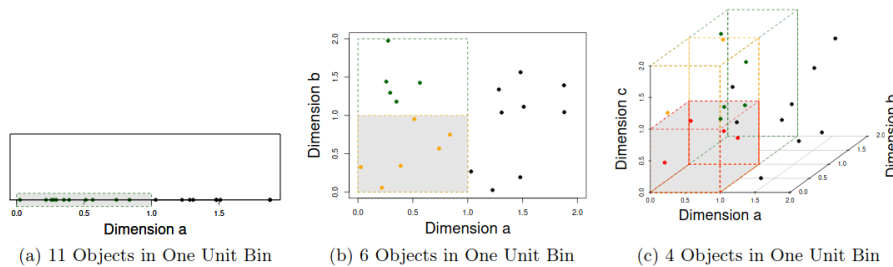 0.0 0.5 1.0 1.5
Dimension a
(a) 11 Objects in One Unit Bin
Dimension b
2.0
1.5
1.0
0.5
0.0
0.0 0.5 1.0 1.5 2.0
Dimension a
(b) 6 Objects in One Unit Bin
Dimension c
2.0
1.5
1.0
0.5
0.0
0.0 0.5 1.0 1.5 2.0
Dimension a
0.0
0.5
1.0
1.5
2.0
Dimension b
(c) 4 Objects in One Unit Bin